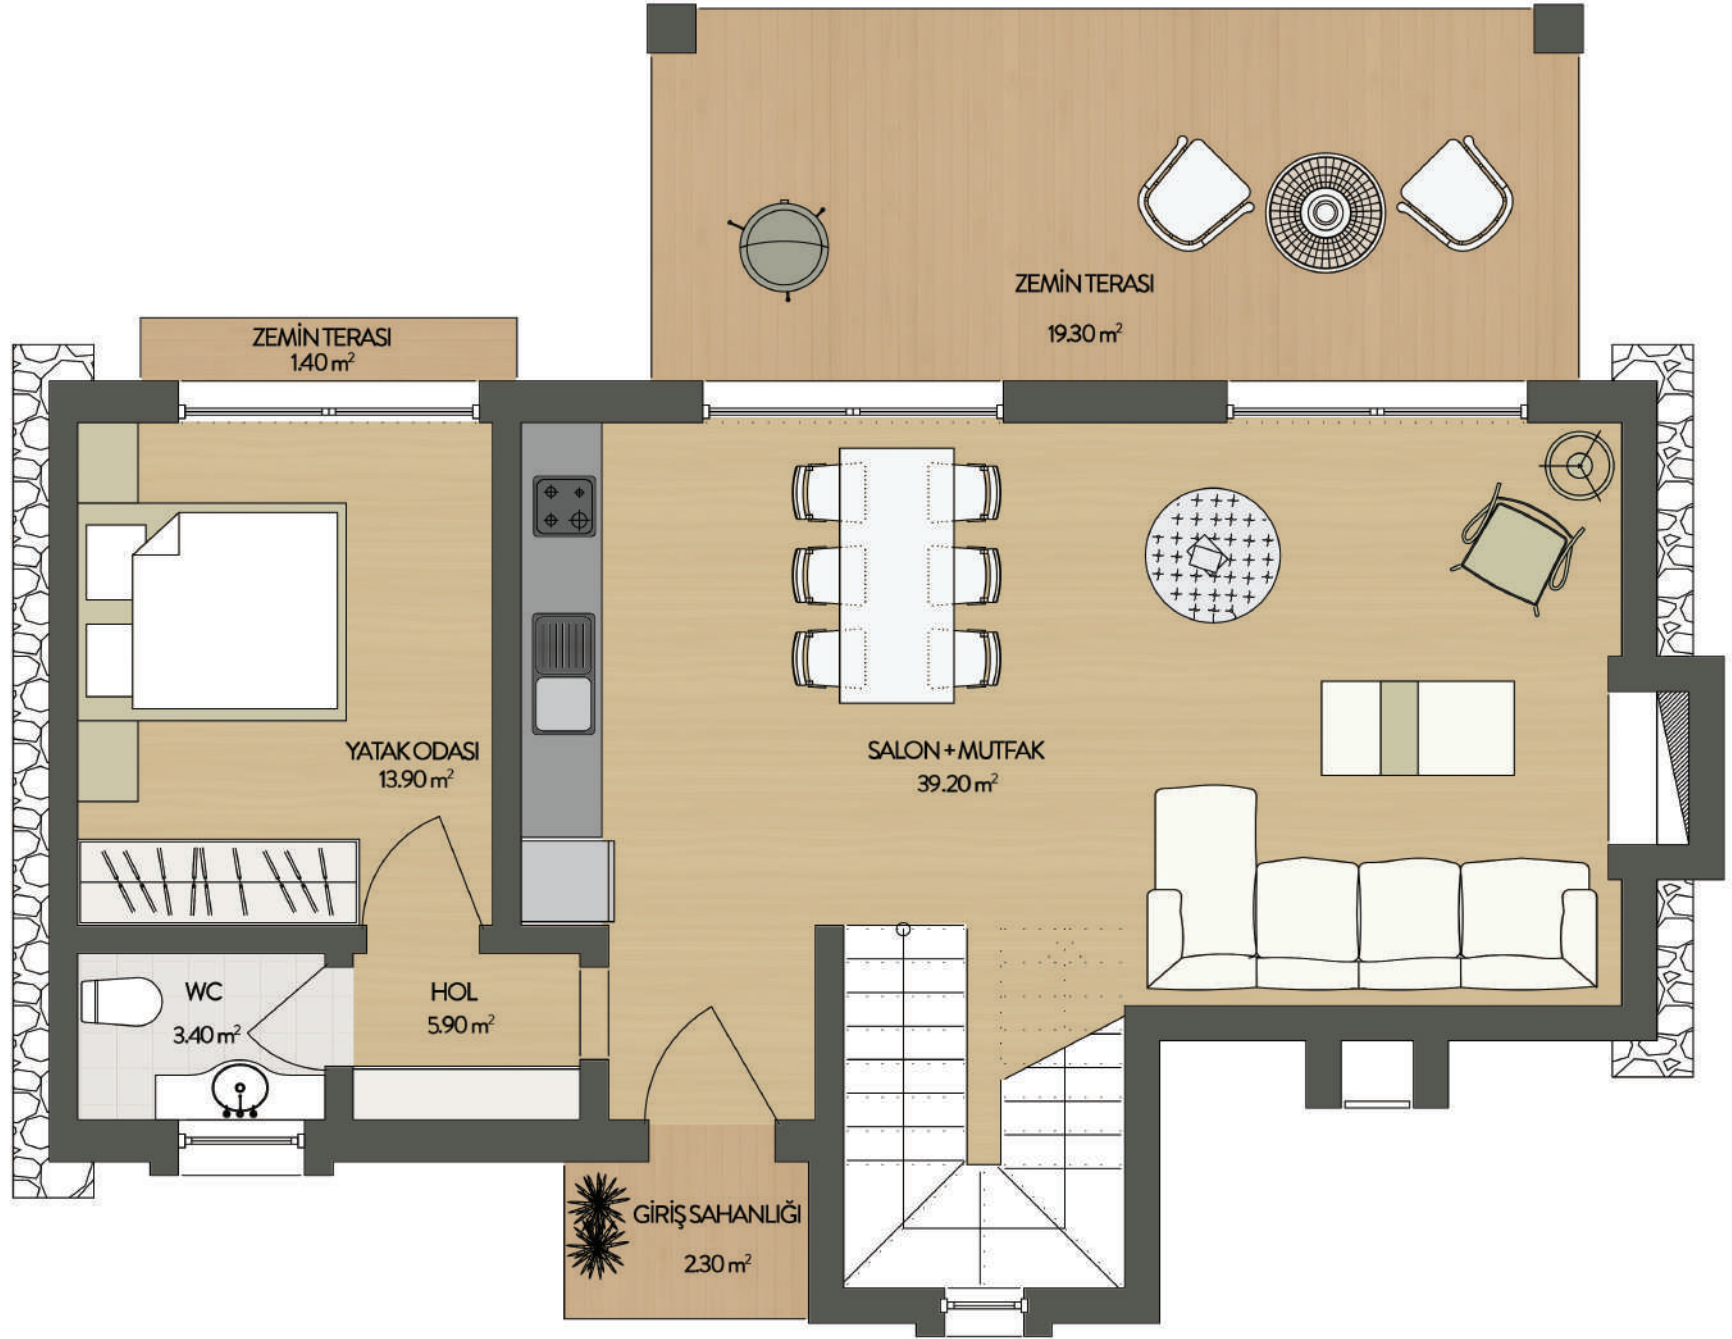 ZEMİN TERASI
19.30 m²
ZEMİN TERASI
1.40 m²
YATAK ODASI
13.90 m²
SALON + MUTFAK
39.20 m²
WC
3.40 m²
HOL
5.90 m²
GİRİŞ SAHANLIĞI
2.30 m²